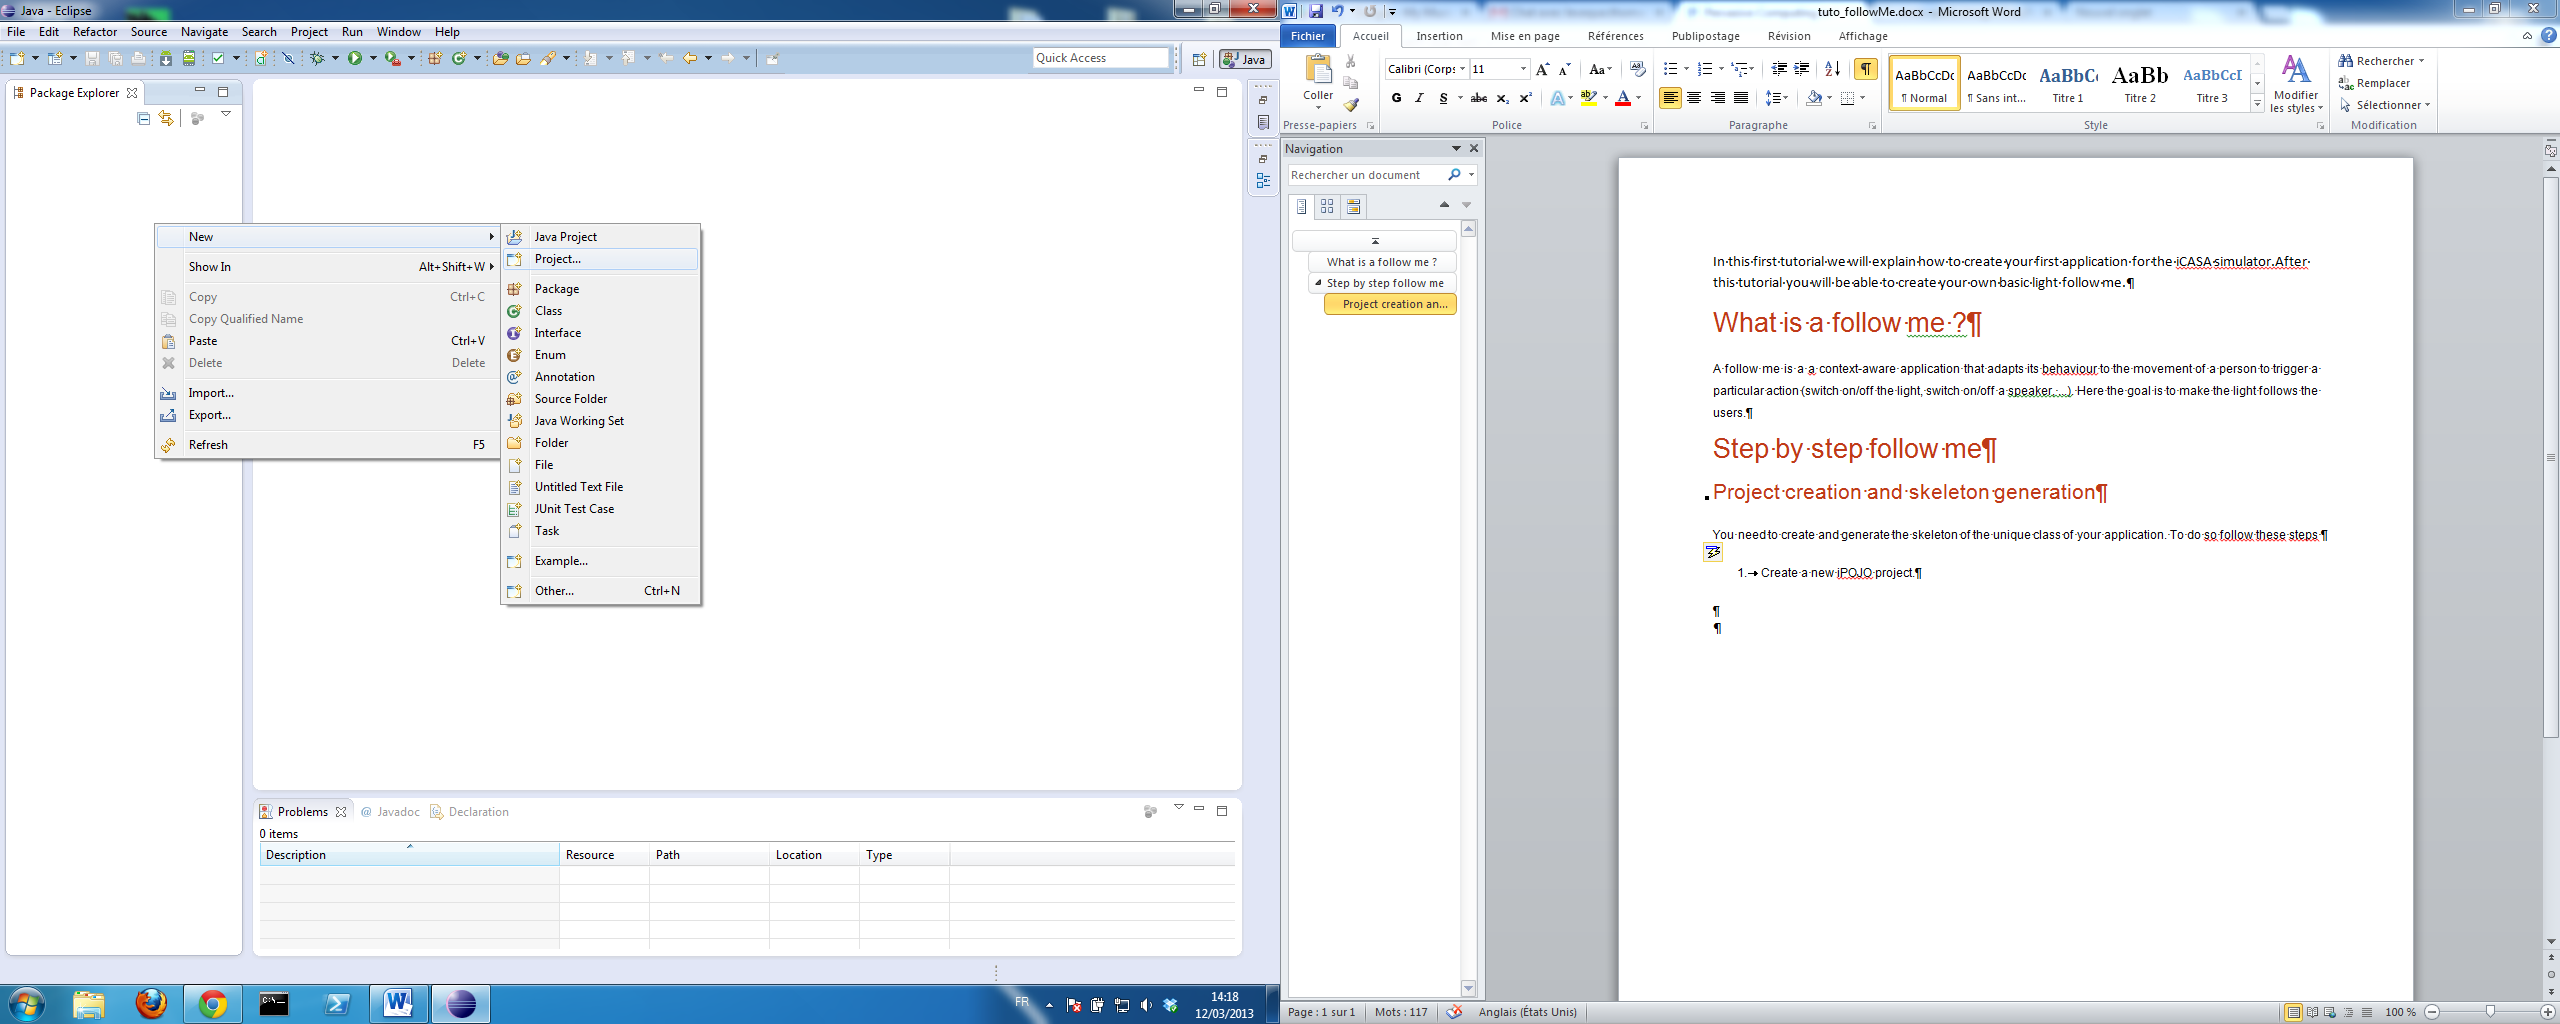 Java - Eclipse
File Edit Refactor Source Navigate Search Project Run Window Help
Quick Access
Java
Package Explorer
New
Show In Alt+Shift+W
Copy Ctrl+C
Copy Qualified Name
Paste Ctrl+V
Delete Delete
Import...
Export...
Refresh F5
Java Project
Project...
Package
Class
Interface
Enum
Annotation
Source Folder
Java Working Set
Folder
File
Untitled Text File
JUnit Test Case
Task
Example...
Other... Ctrl+N
Problems @ Javadoc Declaration
0 items
Description Resource Path Location Type
FR
14:18
12/03/2013
tuto_followMe.docx - Microsoft Word
Fichier Accueil Insertion Mise en page Références Publipostage Révision Affichage
Coller
Presse-papiers
Calibri (Corps 11
G I S abc X₂ X²
Police
Paragraphe
AaBbCcDc AaBbCcDc AaBbC AaBb AaBbCcI
¶ Normal ¶ Sans int... Titre 1 Titre 2 Titre 3
Style
Modifier
les styles
Rechercher
Remplacer
Sélectionner
Modification
Navigation
Rechercher un document
What is a follow me ?
Step by step follow me
Project creation an...
In·this·first·tutorial·we·will·explain·how·to·create·your·first·application·for·the·iCASA·simulator.After·
this·tutorial·you·will·be·able·to·create·your·own·basic·light·follow·me.¶
What·is·a·follow·me·?¶
A·follow·me·is·a·a·context-aware·application·that·adapts·its·behaviour·to·the·movement·of·a·person·to·trigger·a·
particular·action·(switch·on/off·the·light,·switch·on/off·a·speaker,·...).·Here·the·goal·is·to·make·the·light·follows·the·
users.¶
Step·by·step·follow·me¶
Project·creation·and·skeleton·generation¶
You·need·to·create·and·generate·the·skeleton·of·the·unique·class·of·your·application.·To·do·so·follow·these·steps·¶
1.→Create·a·new·iPOJO·project.¶
¶
¶
Page : 1 sur 1 Mots : 117 Anglais (États Unis) 100 %